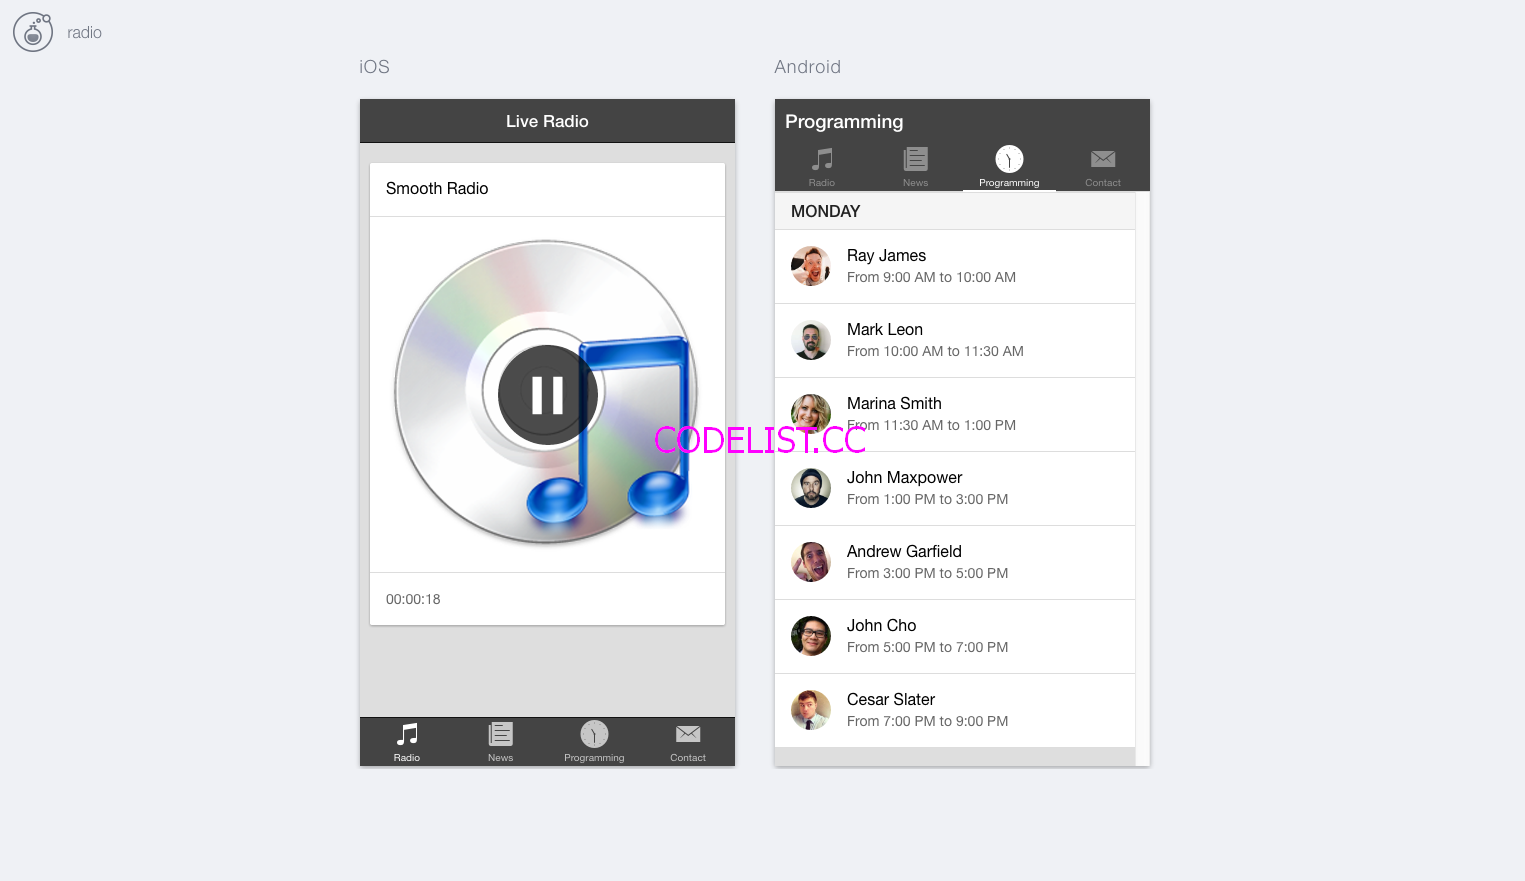 radio
iOS
Live Radio
Smooth Radio
00:00:18
Radio
News
Programming
Contact
Android
Programming
Radio
News
Programming
Contact
MONDAY
Ray James
From 9:00 AM to 10:00 AM
Mark Leon
From 10:00 AM to 11:30 AM
Marina Smith
From 11:30 AM to 1:00 PM
John Maxpower
From 1:00 PM to 3:00 PM
Andrew Garfield
From 3:00 PM to 5:00 PM
John Cho
From 5:00 PM to 7:00 PM
Cesar Slater
From 7:00 PM to 9:00 PM
CODELIST.CC